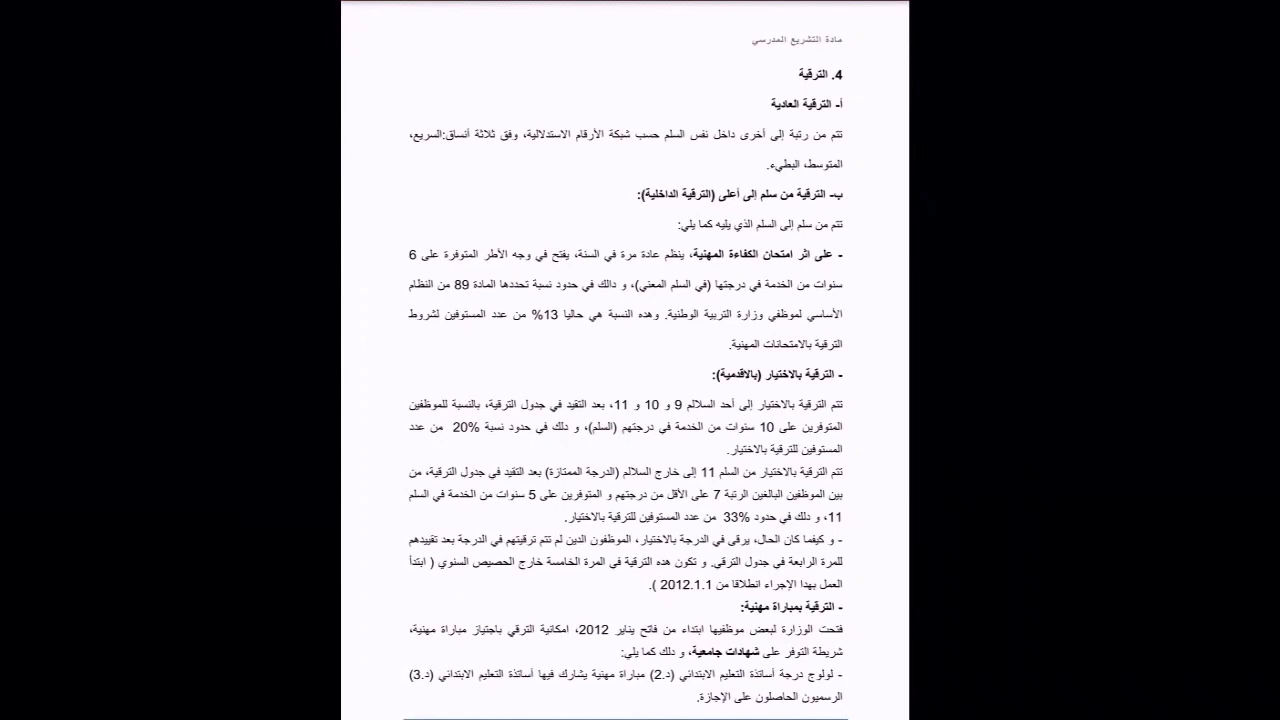 مادة التشريع المدرسي
4. الترقية
أ- الترقية العادية
تتم من رتبة إلى أخرى داخل نفس السلم حسب شبكة الأرقام الاستدلالية، وفق ثلاثة أنساق:السريع،
المتوسط، البطيء.
ب- الترقية من سلم إلى أعلى (الترقية الداخلية):
تتم من سلم إلى السلم الذي يليه كما يلي:
- على اثر امتحان الكفاءة المهنية، ينظم عادة مرة في السنة، يفتح في وجه الأطر المتوفرة على 6
سنوات من الخدمة في درجتها (في السلم المعني)، و دالك في حدود نسبة تحددها المادة 89 من النظام
الأساسي لموظفي وزارة التربية الوطنية. وهده النسبة هي حاليا 13% من عدد المستوفين لشروط
الترقية بالامتحانات المهنية.
- الترقية بالاختيار (بالاقدمية):
تتم الترقية بالاختيار إلى أحد السلالم 9 و 10 و 11، بعد التقيد في جدول الترقية، بالنسبة للموظفين
المتوفرين على 10 سنوات من الخدمة في درجتهم (السلم)، و دلك في حدود نسبة 20% من عدد
المستوفين للترقية بالاختيار.
تتم الترقية بالاختيار من السلم 11 إلى خارج السلالم (الدرجة الممتازة) بعد التقيد في جدول الترقية، من
بين الموظفين البالغين الرتبة 7 على الأقل من درجتهم و المتوفرين على 5 سنوات من الخدمة في السلم
11، و دلك في حدود 33% من عدد المستوفين للترقية بالاختيار.
- و كيفما كان الحال، يرقى في الدرجة بالاختيار، الموظفون الدين لم تتم ترقيتهم في الدرجة بعد تقييدهم
للمرة الرابعة في جدول الترقي. و تكون هده الترقية في المرة الخامسة خارج الحصيص السنوي ( ابتدأ
العمل بهدا الإجراء انطلاقا من 2012.1.1 ).
- الترقية بمباراة مهنية:
فتحت الوزارة لبعض موظفيها ابتداء من فاتح يناير 2012، امكانية الترقي باجتياز مباراة مهنية،
شريطة التوفر على شهادات جامعية، و دلك كما يلي:
- لولوج درجة أساتذة التعليم الابتدائي (د.2) مباراة مهنية يشارك فيها أساتذة التعليم الابتدائي (د.3)
الرسميون الحاصلون على الإجازة.